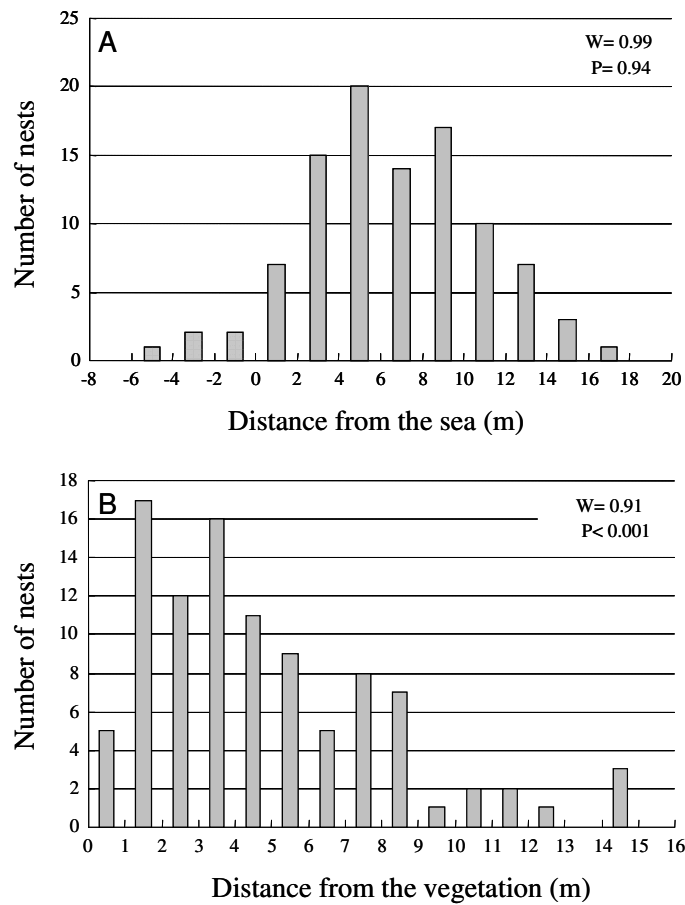 25
A
W= 0.99
P= 0.94
20
15
10
5
0
Number of nests
-8 -6 -4 -2 0 2 4 6 8 10 12 14 16 18 20
Distance from the sea (m)
18
B
W= 0.91
P< 0.001
16
14
12
10
8
6
4
2
0
Number of nests
0 1 2 3 4 5 6 7 8 9 10 11 12 13 14 15 16
Distance from the vegetation (m)